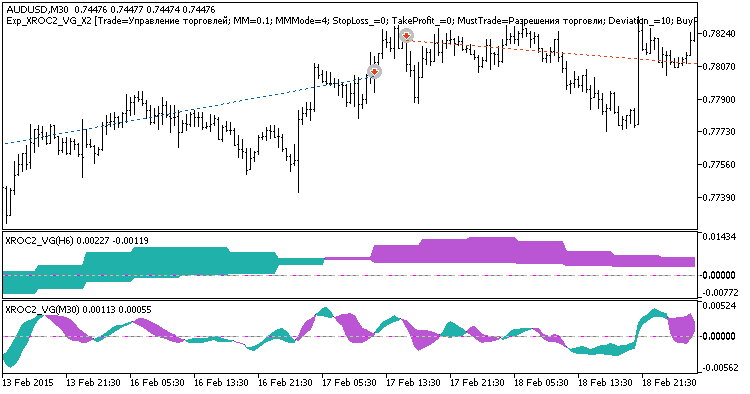 AUDUSD,M30 0.74476 0.74477 0.74474 0.74476
Exp_XROC2_VG_X2 [Trade=Управление торговлей; MM=0.1; MMMode=4; StopLoss_=0; TakeProfit_=0; MustTrade=Разрешения торговли; Deviation_=10; BuyP
0.78240
0.78070
0.77900
0.77730
0.77560
0.77390
XROC2_VG(H6) 0.00227 -0.00119
0.01434
0.00000
-0.00772
XROC2_VG(M30) 0.00113 0.00055
0.00524
0.00000
-0.00562
13 Feb 2015 13 Feb 21:30 16 Feb 05:30 16 Feb 13:30 16 Feb 21:30 17 Feb 05:30 17 Feb 13:30 17 Feb 21:30 18 Feb 05:30 18 Feb 13:30 18 Feb 21:30